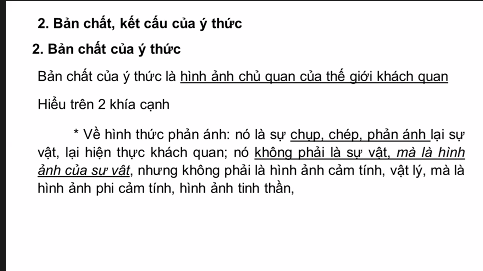 2. Bản chất, kết cấu của ý thức
2. Bản chất của ý thức
Bản chất của ý thức là hình ảnh chủ quan của thế giới khách quan
Hiểu trên 2 khía cạnh
* Về hình thức phản ánh: nó là sự chụp, chép, phản ánh lại sự
vật, lại hiện thực khách quan; nó không phải là sự vật, mà là hình
ảnh của sự vật, nhưng không phải là hình ảnh cảm tính, vật lý, mà là
hình ảnh phi cảm tính, hình ảnh tinh thần,